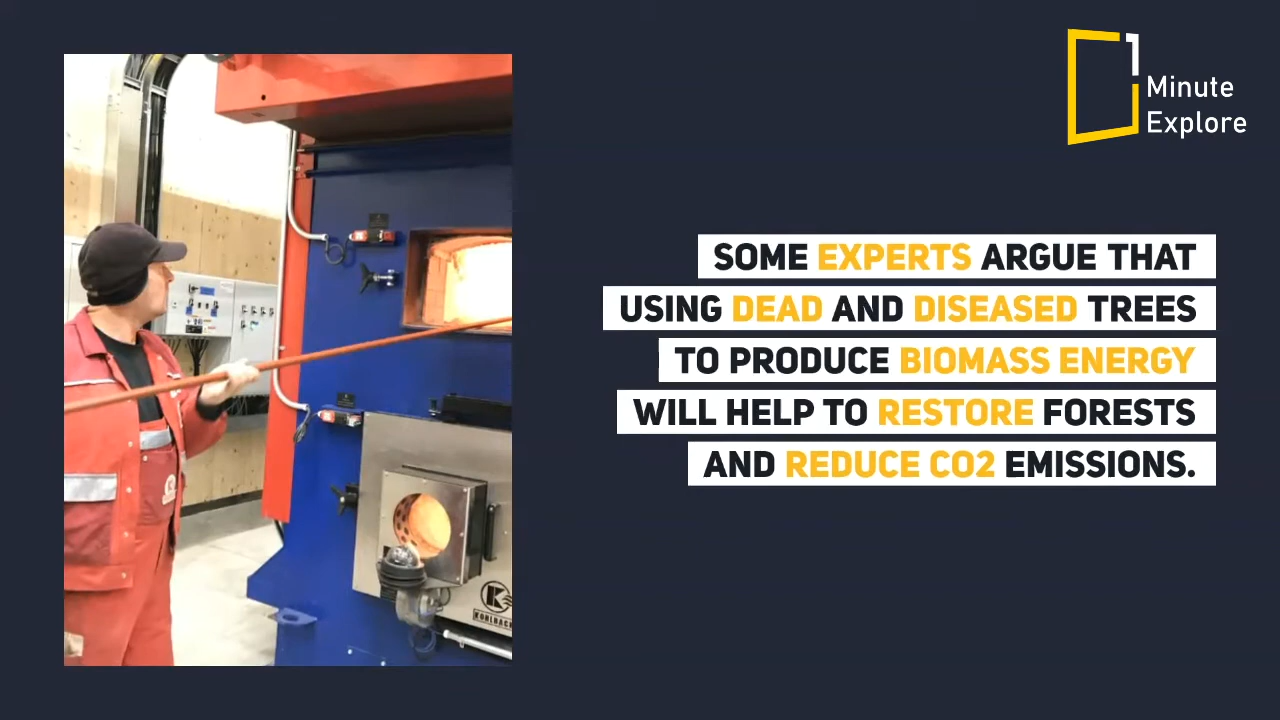 1 Minute
Explore
SOME EXPERTS ARGUE THAT
USING DEAD AND DISEASED TREES
TO PRODUCE BIOMASS ENERGY
WILL HELP TO RESTORE FORESTS
AND REDUCE CO2 EMISSIONS.
K
KOHLBACH